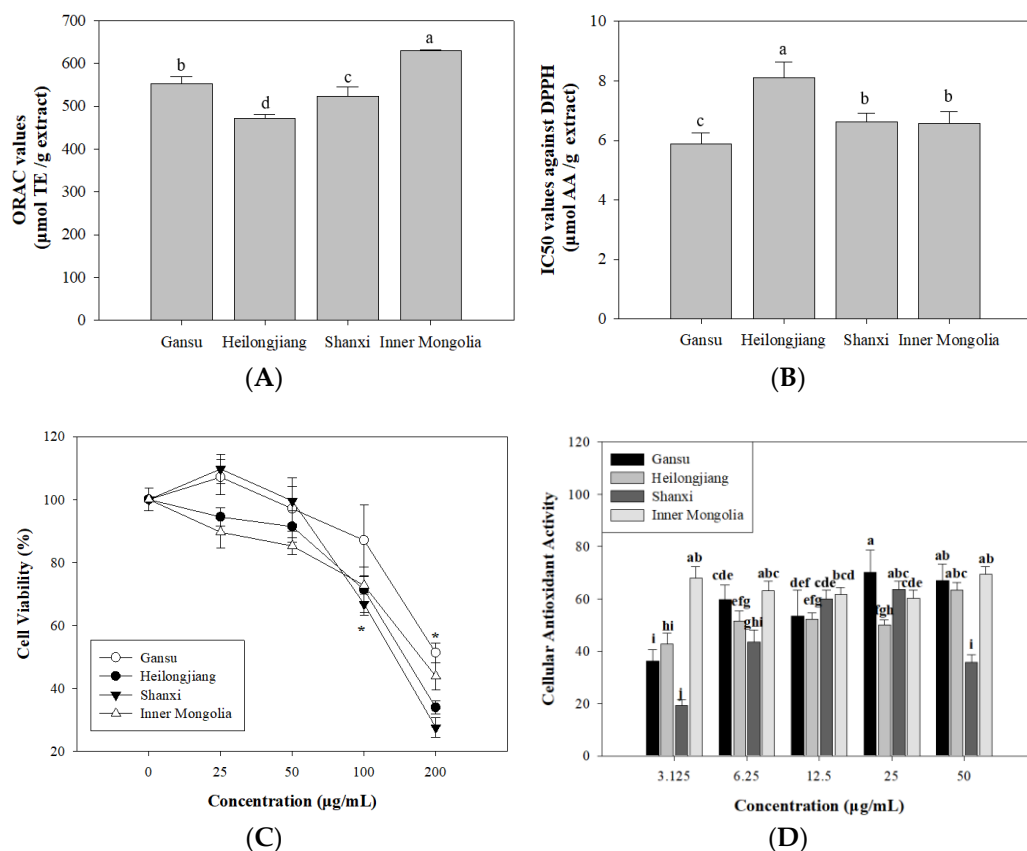 700
600
500
400
300
200
100
0
ORAC values
(µmol TE /g extract)
b
d
c
a
Gansu Heilongjiang Shanxi Inner Mongolia
(A)
10
8
6
4
2
0
IC50 values against DPPH
(µmol AA /g extract)
c
a
b
b
Gansu Heilongjiang Shanxi Inner Mongolia
(B)
120
100
80
60
40
20
Cell Viability (%)
*
*
Gansu
Heilongjiang
Shanxi
Inner Mongolia
0 25 50 100 200
Concentration (µg/mL)
(C)
120
100
80
60
40
20
0
Cellular Antioxidant Activity
Gansu
Heilongjiang
Shanxi
Inner Mongolia
i hi j ab
cde efg ghi abc
def efg cde bcd
a fgh abc cde
ab abc i ab
3.125 6.25 12.5 25 50
Concentration (µg/mL)
(D)